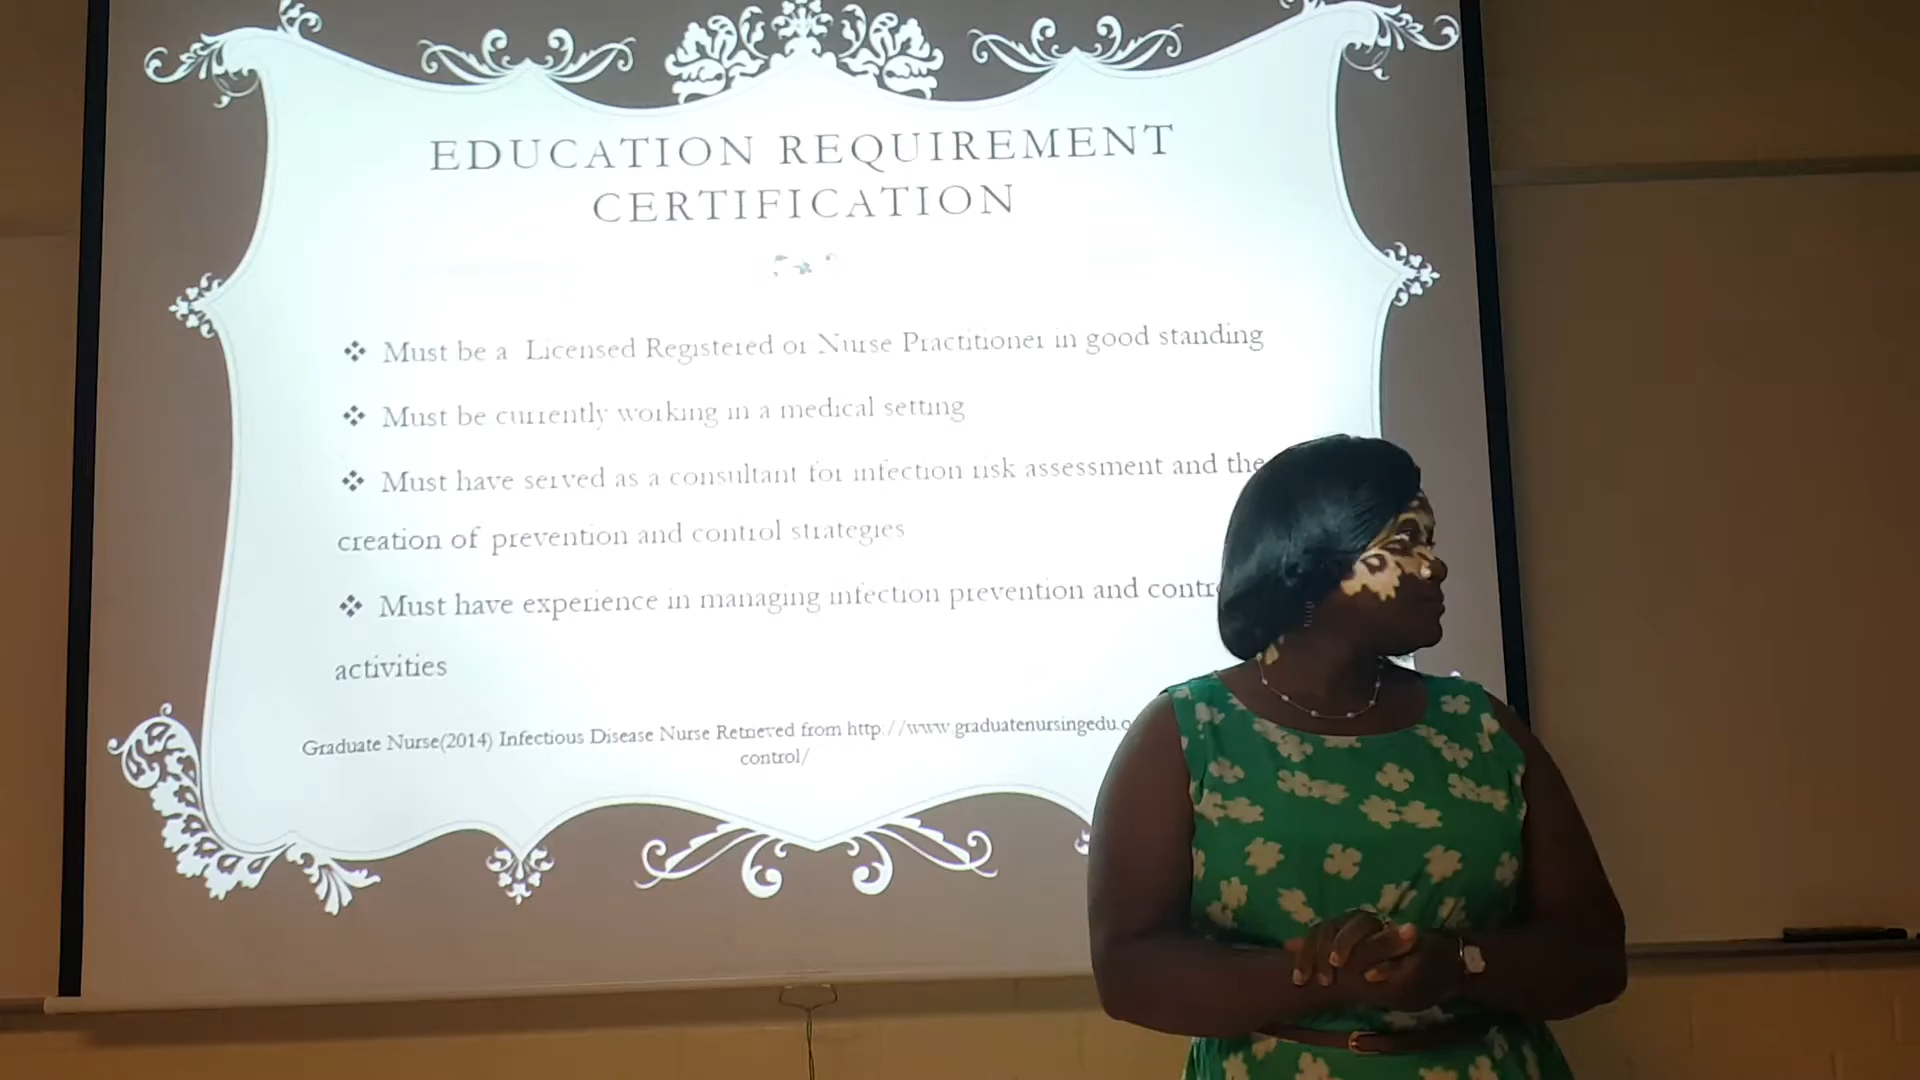 EDUCATION REQUIREMENT
CERTIFICATION
Must be a Licensed Registered or Nurse Practitioner in good standing
Must be currently working in a medical setting
Must have served as a consultant for infection risk assessment and the
creation of prevention and control strategies
Must have experience in managing infection prevention and contr
activities
Graduate Nurse(2014) Infectious Disease Nurse Retrieved from http://www.graduatenursingedu.o
control/